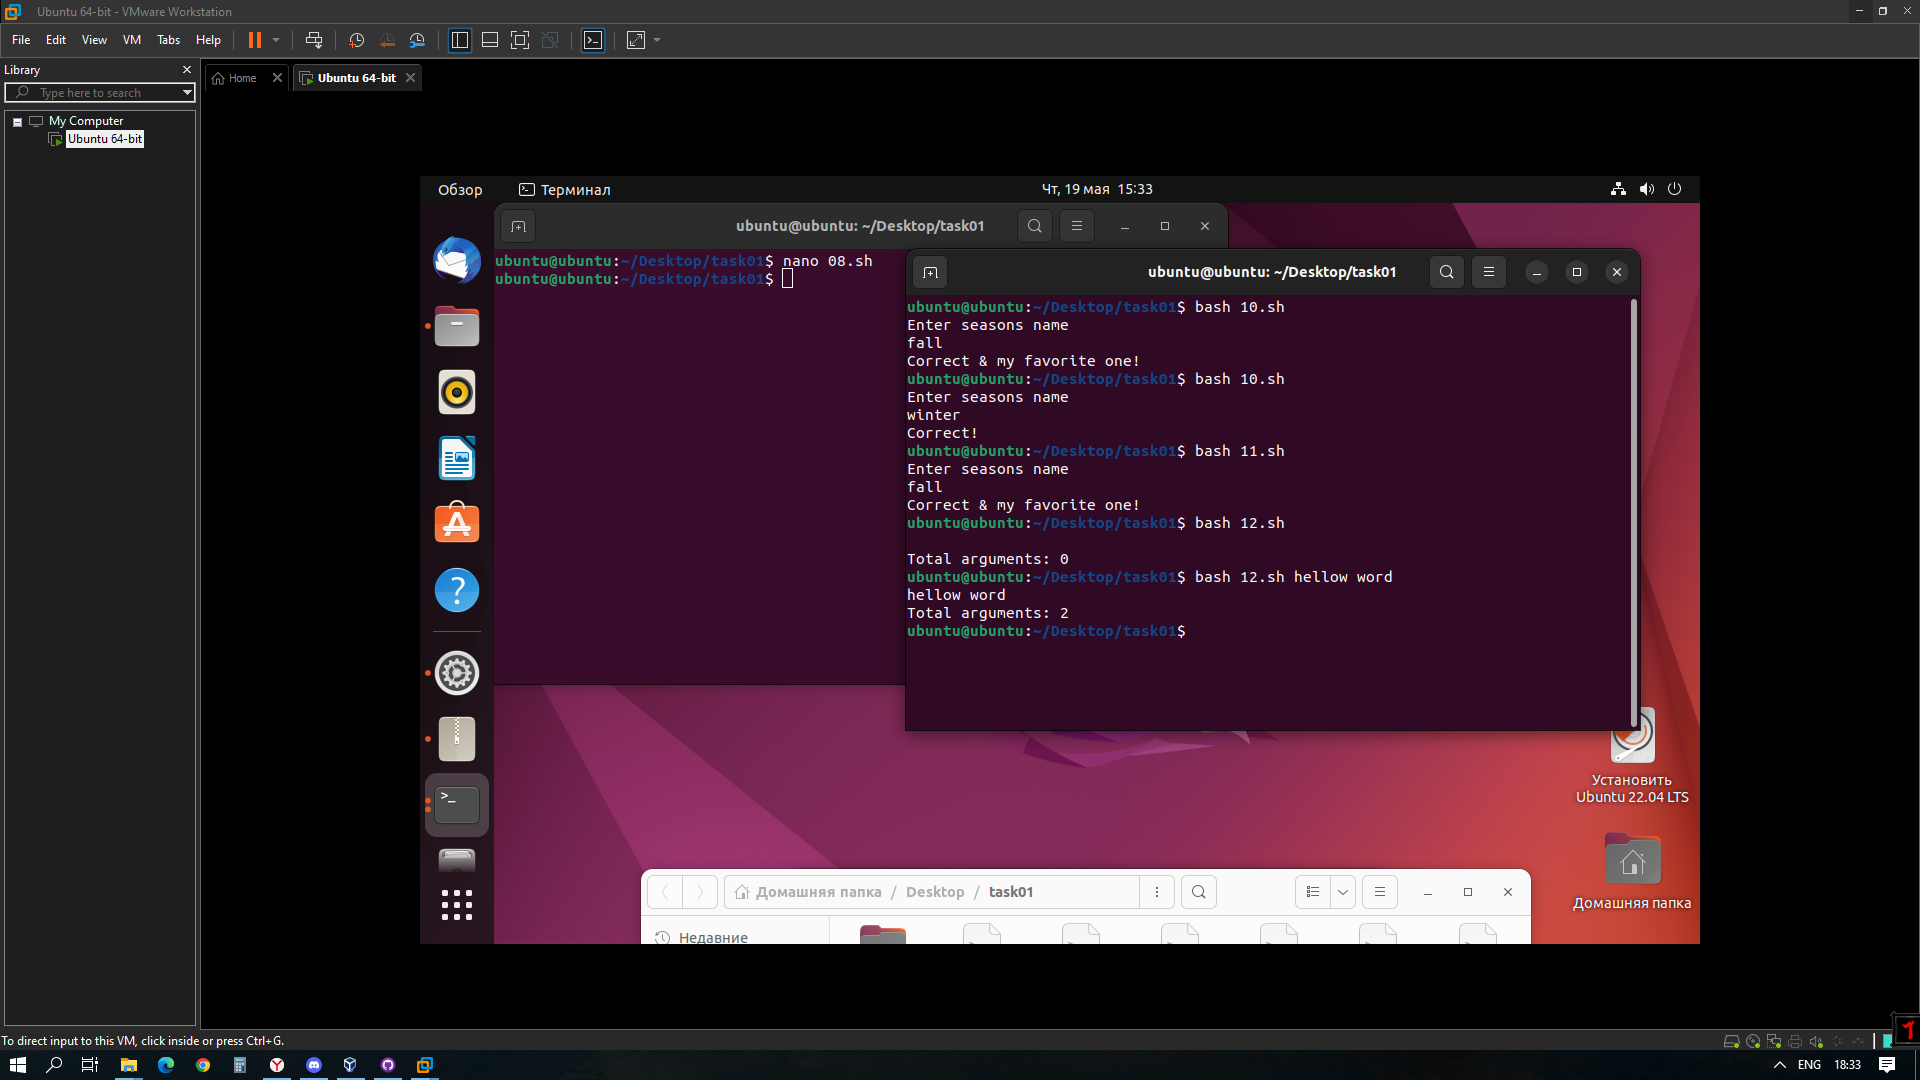 Ubuntu 64-bit - VMware Workstation
File Edit View VM Tabs Help
Library
Type here to search
My Computer
Ubuntu 64-bit
Home
Ubuntu 64-bit
Обзор
Терминал
Чт, 19 мая 15:33
ubuntu@ubuntu: ~/Desktop/task01
ubuntu@ubuntu:~/Desktop/task01$ nano 08.sh
ubuntu@ubuntu:~/Desktop/task01$
ubuntu@ubuntu: ~/Desktop/task01
ubuntu@ubuntu:~/Desktop/task01$ bash 10.sh
Enter seasons name
fall
Correct & my favorite one!
ubuntu@ubuntu:~/Desktop/task01$ bash 10.sh
Enter seasons name
winter
Correct!
ubuntu@ubuntu:~/Desktop/task01$ bash 11.sh
Enter seasons name
fall
Correct & my favorite one!
ubuntu@ubuntu:~/Desktop/task01$ bash 12.sh
Total arguments: 0
ubuntu@ubuntu:~/Desktop/task01$ bash 12.sh hellow word
hellow word
Total arguments: 2
ubuntu@ubuntu:~/Desktop/task01$
Установить
Ubuntu 22.04 LTS
Домашняя папка
Домашняя папка / Desktop / task01
Недавние
To direct input to this VM, click inside or press Ctrl+G.
ENG 18:33